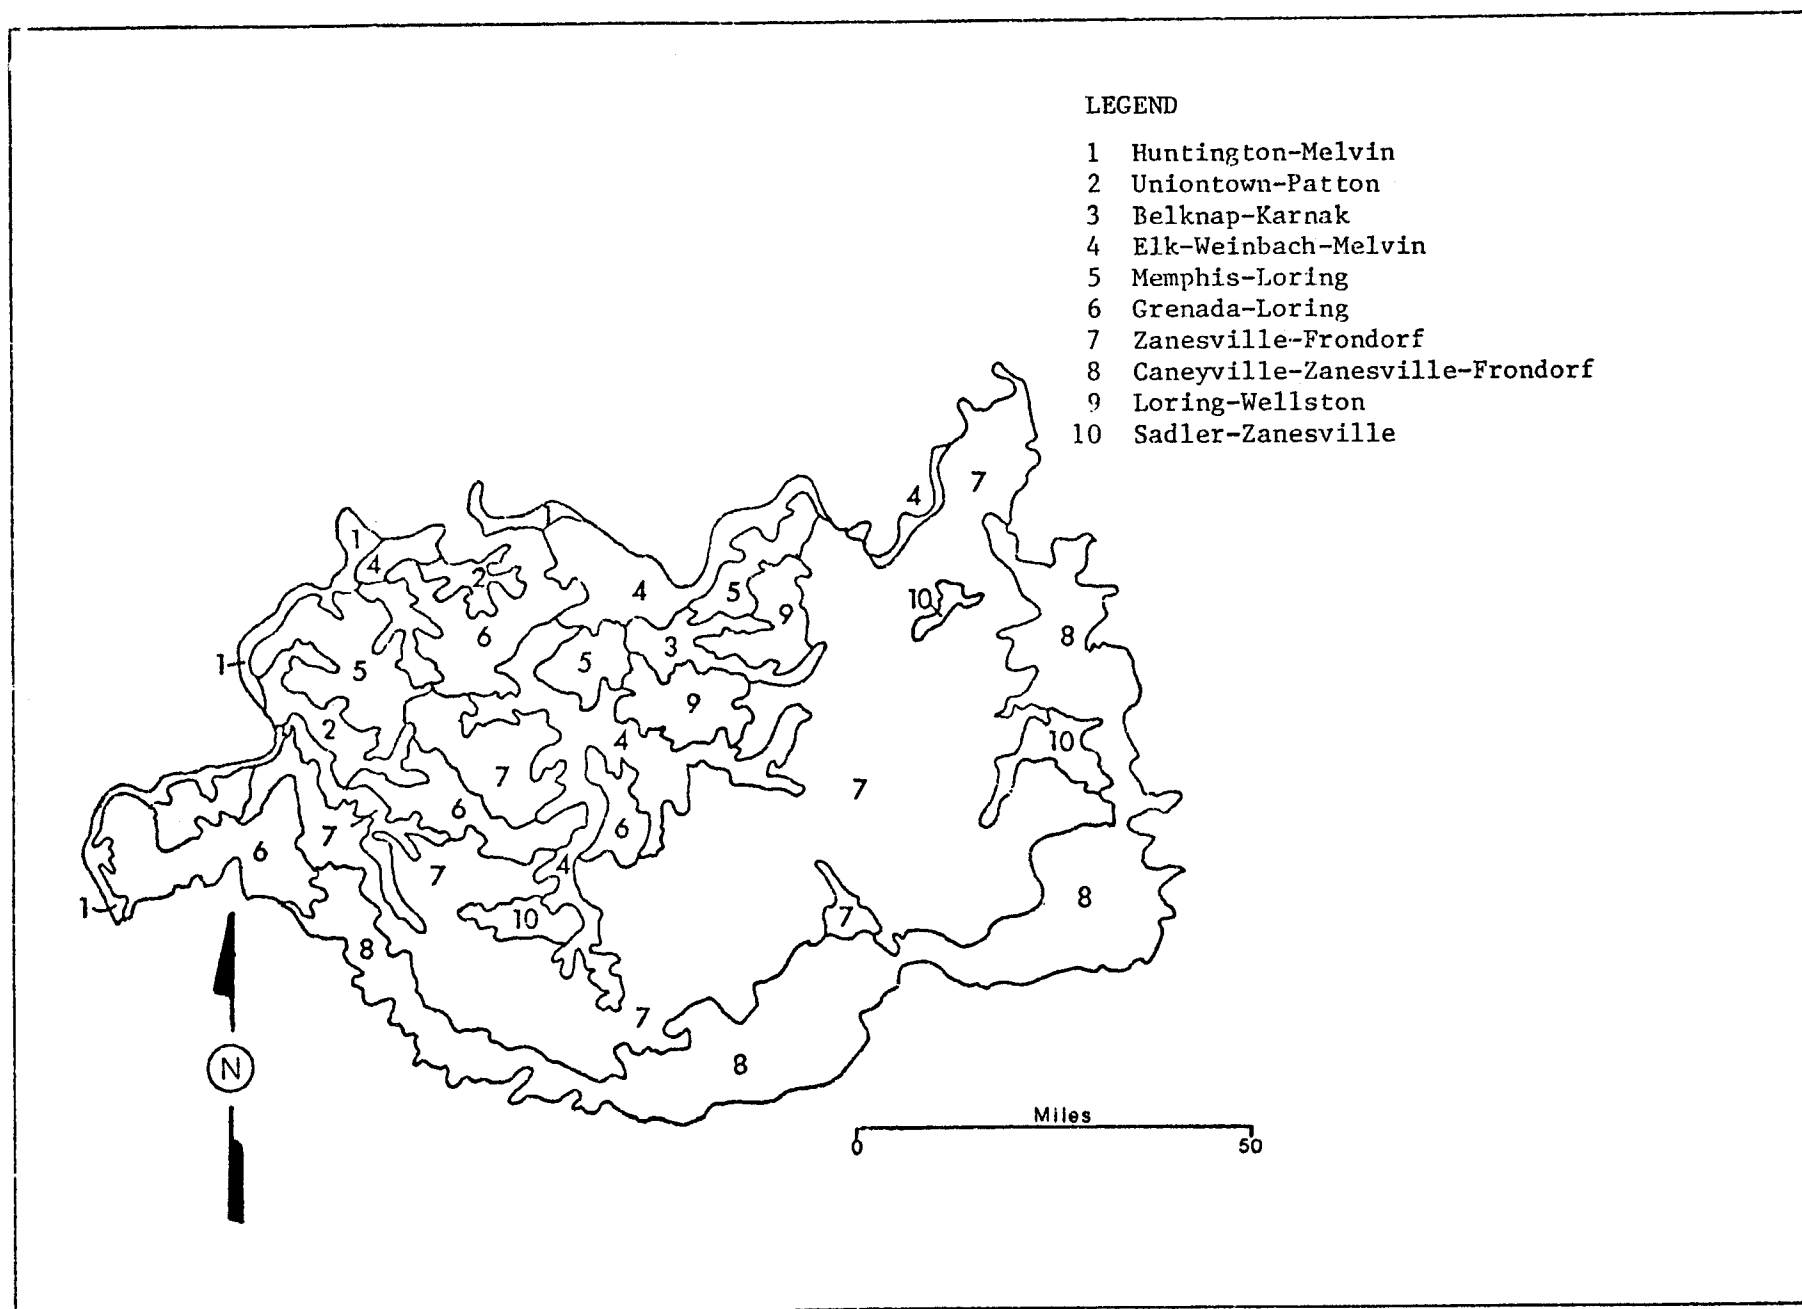 LEGEND
1 Huntington-Melvin
2 Uniontown-Patton
3 Belknap-Karnak
4 Elk-Weinbach-Melvin
5 Memphis-Loring
6 Grenada-Loring
7 Zanesville-Frondorf
8 Caneyville-Zanesville-Frondorf
9 Loring-Wellston
10 Sadler-Zanesville
7
4
1
4
2
10
4
5
9
6
8
3
1
5
5
9
2
4
10
7
7
6
6
7
6
7
4
8
1
10
7
8
7
8
N
Miles
0 50